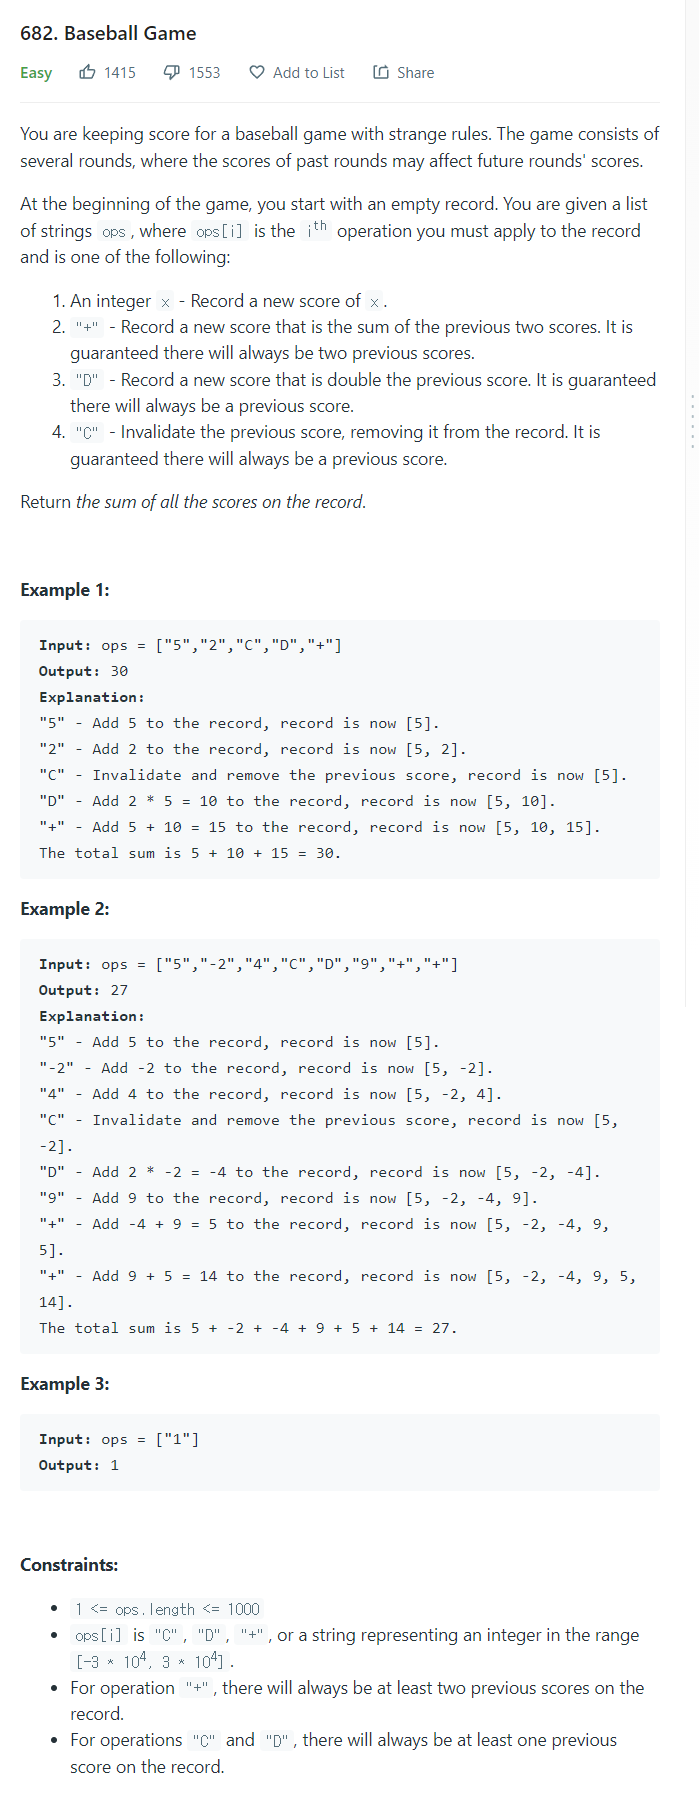 682. Baseball Game
Easy 1415 1553 Add to List Share
You are keeping score for a baseball game with strange rules. The game consists of
several rounds, where the scores of past rounds may affect future rounds' scores.
At the beginning of the game, you start with an empty record. You are given a list
of strings ops, where ops[i] is the iᵗʰ operation you must apply to the record
and is one of the following:
1. An integer x - Record a new score of x.
2. "+" - Record a new score that is the sum of the previous two scores. It is
guaranteed there will always be two previous scores.
3. "D" - Record a new score that is double the previous score. It is guaranteed
there will always be a previous score.
4. "C" - Invalidate the previous score, removing it from the record. It is
guaranteed there will always be a previous score.
Return the sum of all the scores on the record.
Example 1:
Input: ops = ["5","2","C","D","+"]
Output: 30
Explanation:
"5" - Add 5 to the record, record is now [5].
"2" - Add 2 to the record, record is now [5, 2].
"C" - Invalidate and remove the previous score, record is now [5].
"D" - Add 2 * 5 = 10 to the record, record is now [5, 10].
"+" - Add 5 + 10 = 15 to the record, record is now [5, 10, 15].
The total sum is 5 + 10 + 15 = 30.
Example 2:
Input: ops = ["5","-2","4","C","D","9","+","+"]
Output: 27
Explanation:
"5" - Add 5 to the record, record is now [5].
"-2" - Add -2 to the record, record is now [5, -2].
"4" - Add 4 to the record, record is now [5, -2, 4].
"C" - Invalidate and remove the previous score, record is now [5,
-2].
"D" - Add 2 * -2 = -4 to the record, record is now [5, -2, -4].
"9" - Add 9 to the record, record is now [5, -2, -4, 9].
"+" - Add -4 + 9 = 5 to the record, record is now [5, -2, -4, 9,
5].
"+" - Add 9 + 5 = 14 to the record, record is now [5, -2, -4, 9, 5,
14].
The total sum is 5 + -2 + -4 + 9 + 5 + 14 = 27.
Example 3:
Input: ops = ["1"]
Output: 1
Constraints:
• 1 <= ops.length <= 1000
• ops[i] is "C", "D", "+", or a string representing an integer in the range
[-3 * 10⁴, 3 * 10⁴].
• For operation "+", there will always be at least two previous scores on the
record.
• For operations "C" and "D", there will always be at least one previous
score on the record.